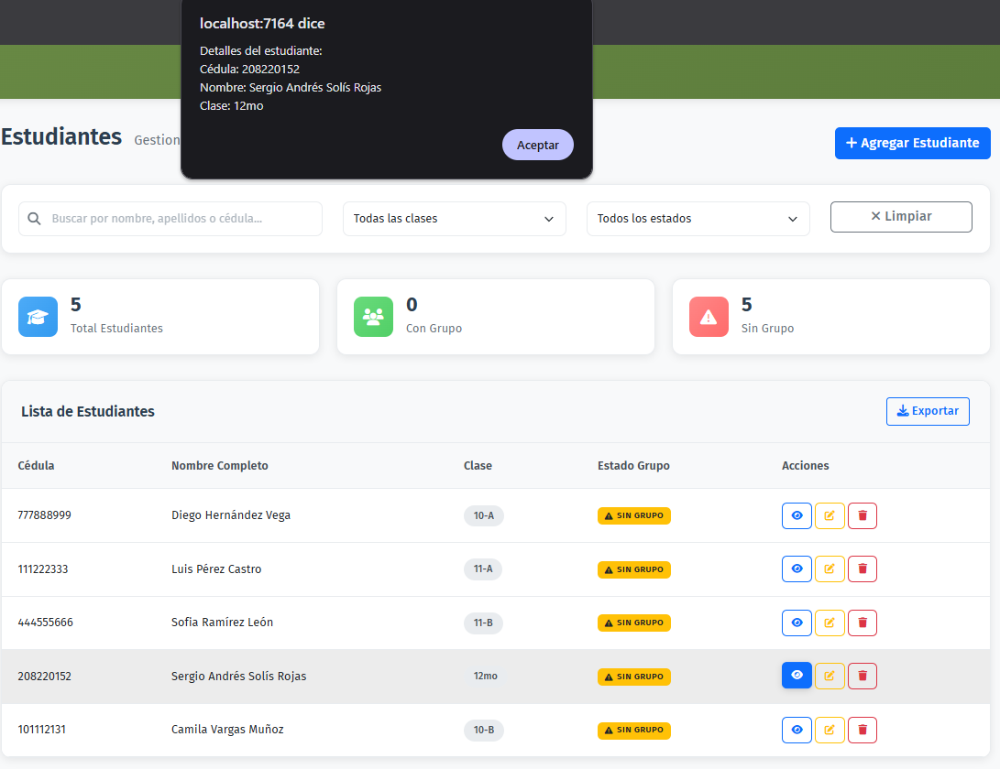 localhost:7164 dice
Detalles del estudiante:
Cédula: 208220152
Nombre: Sergio Andrés Solís Rojas
Clase: 12mo
Aceptar
Estudiantes Gestion
+ Agregar Estudiante
Buscar por nombre, apellidos o cédula...
Todas las clases
Todos los estados
× Limpiar
5
Total Estudiantes
0
Con Grupo
5
Sin Grupo
Lista de Estudiantes
Exportar
Cédula Nombre Completo Clase Estado Grupo Acciones
777888999 Diego Hernández Vega 10-A SIN GRUPO
111222333 Luis Pérez Castro 11-A SIN GRUPO
444555666 Sofia Ramírez León 11-B SIN GRUPO
208220152 Sergio Andrés Solís Rojas 12mo SIN GRUPO
101112131 Camila Vargas Muñoz 10-B SIN GRUPO